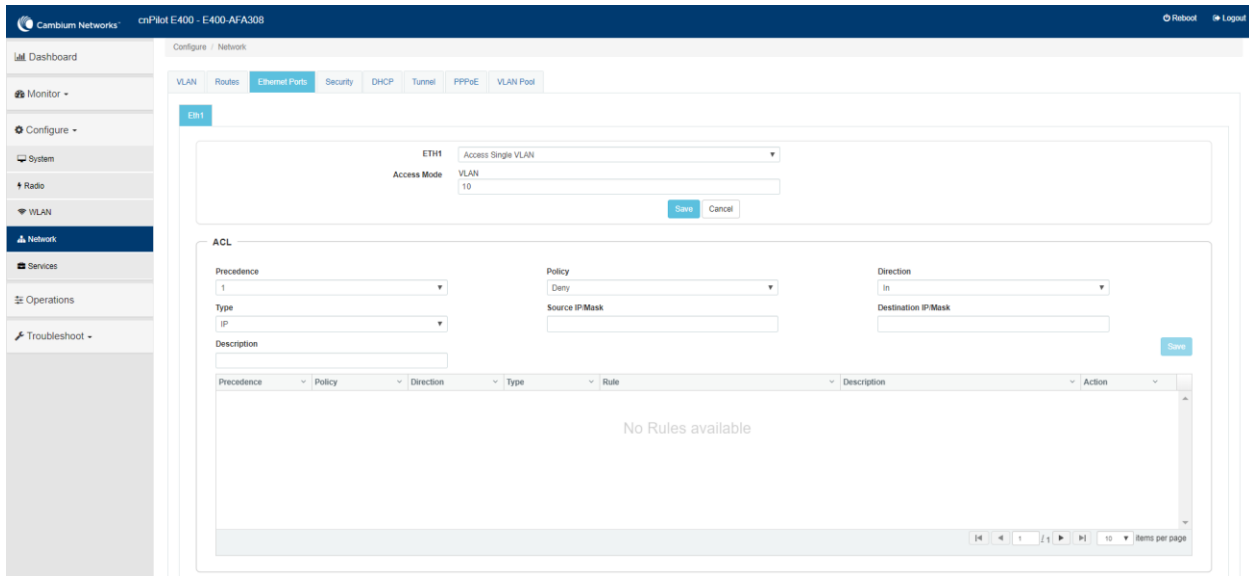 Cambium Networks™ cnPilot E400 - E400-AFA308 Reboot Logout
Dashboard
Monitor
Configure
System
Radio
WLAN
Network
Services
Operations
Troubleshoot
Configure / Network
VLAN Routes Ethernet Ports Security DHCP Tunnel PPPoE VLAN Pool
Eth1
ETH1 Access Single VLAN
Access Mode VLAN
10
Save Cancel
ACL
Precedence Policy Direction
1 Deny In
Type Source IP/Mask Destination IP/Mask
IP
Description
Save
Precedence Policy Direction Type Rule Description Action
No Rules available
1 / 1 10 items per page